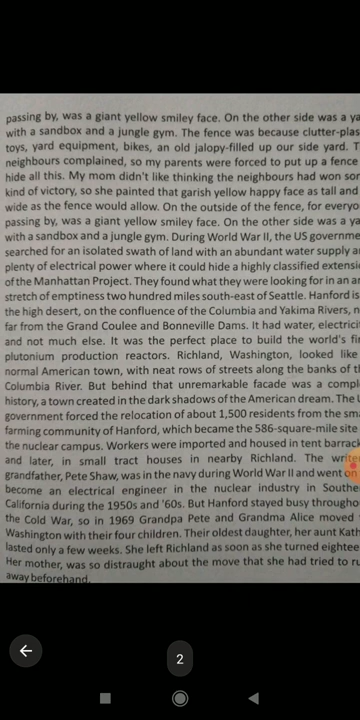 passing by, was a giant yellow smiley face. On the other side was a
with a sandbox and a jungle gym. The fence was because clutter-plas
toys, yard equipment, bikes, an old jalopy-filled up our side yard. T
neighbours complained, so my parents were forced to put up a fence
hide all this. My mom didn't like thinking the neighbours had won
kind of victory, so she painted that garish yellow happy face as tall and
wide as the fence would allow. On the outside of the fence, for everyo
passing by, was a giant yellow smiley face. On the other side was a
with a sandbox and a jungle gym. During World War II, the US governme
searched for an isolated swath of land with an abundant water supply
plenty of electrical power where it could hide a highly classified extensi
of the Manhattan Project. They found what they were looking for in an
stretch of emptiness two hundred miles south-east of Seattle. Hanford is
the high desert, on the confluence of the Columbia and Yakima Rivers,
far from the Grand Coulee and Bonneville Dams. It had water, electrici
and not much else. It was the perfect place to build the world's
plutonium production reactors. Richland, Washington, looked like
normal American town, with neat rows of streets along the banks of
Columbia River. But behind that unremarkable facade was a compl
history, a town created in the dark shadows of the American dream. The
government forced the relocation of about 1,500 residents from the
farming community of Hanford, which became the 586-square-mile site
the nuclear campus. Workers were imported and housed in tent barrack
and later, in small tract houses in nearby Richland. The write
grandfather, Pete Shaw, was in the navy during World War II and went on
become an electrical engineer in the nuclear industry in Southe
California during the 1950s and '60s. But Hanford stayed busy througho
the Cold War, so in 1969 Grandpa Pete and Grandma Alice moved
Washington with their four children. Their oldest daughter, her aunt Kath
lasted only a few weeks. She left Richland as soon as she turned eightee
Her mother, was so distraught about the move that she had tried to
away beforehand.
2